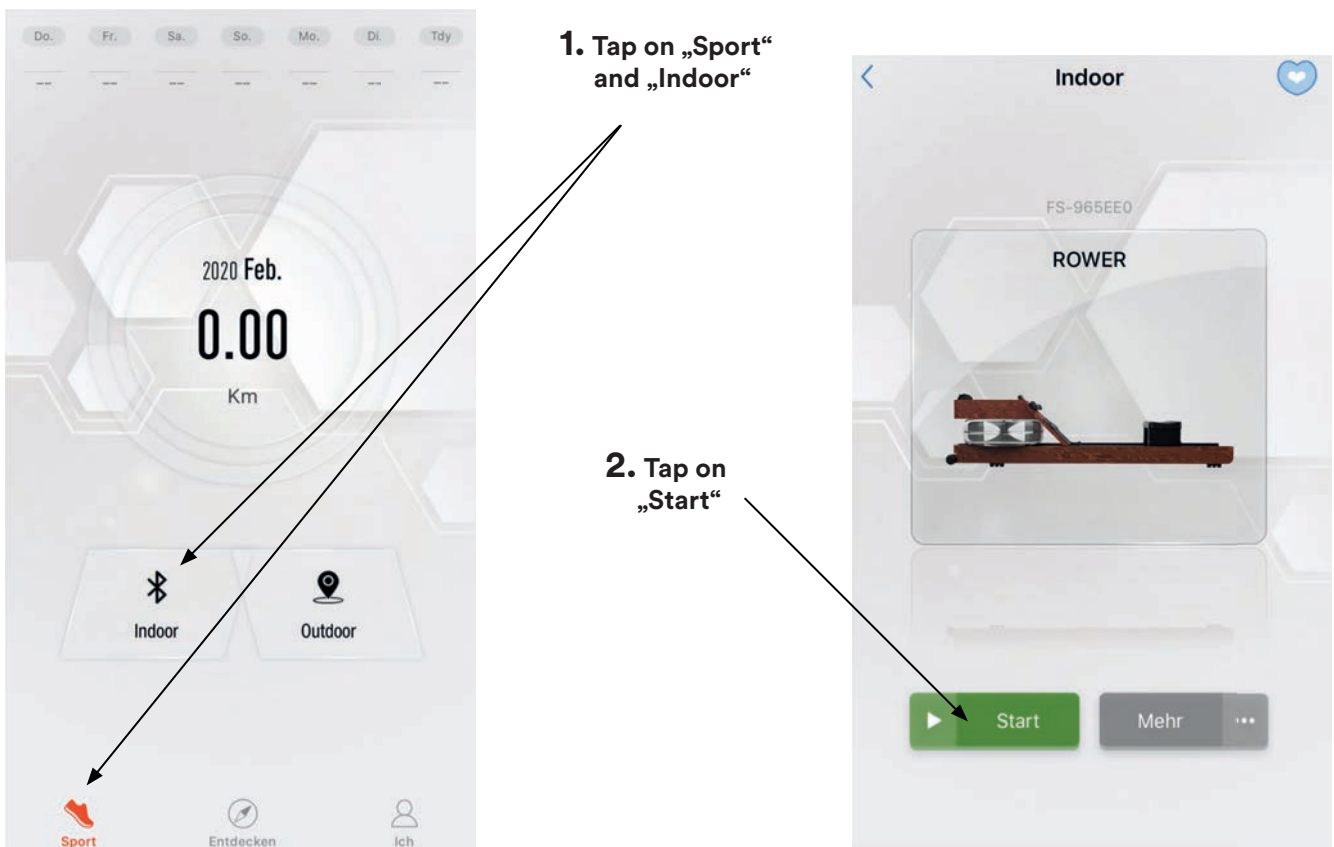 Do. Fr. Sa. So. Mo. Di. Tdy
-- -- -- -- -- -- --
2020 Feb.
0.00
Km
Indoor Outdoor
Sport Entdecken Ich
1. Tap on „Sport“
and „Indoor“
2. Tap on
„Start“
Indoor
FS-965EE0
ROWER
Start Mehr